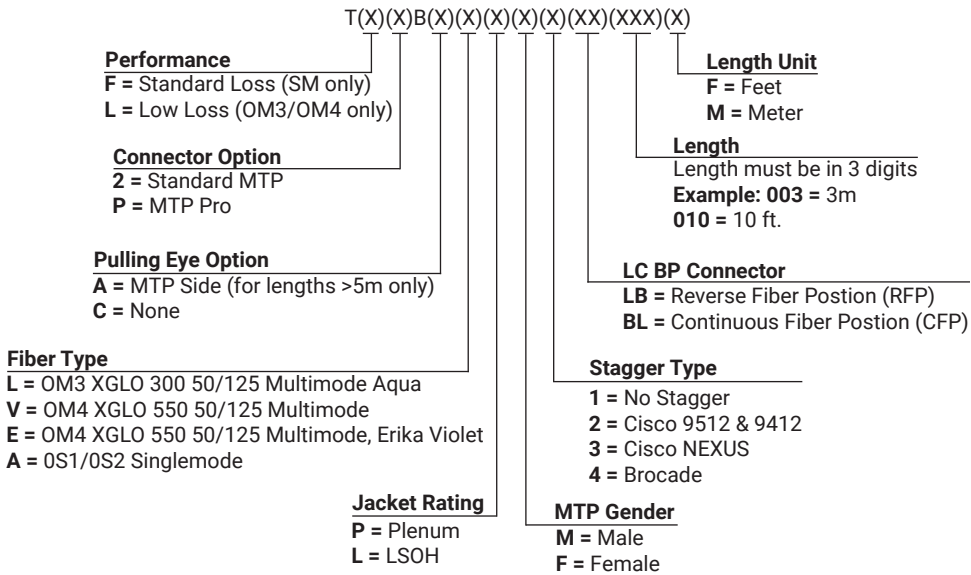 T(X)(X)B(X)(X)(X)(X)(X)(XX)(XXX)(X)
Performance
F = Standard Loss (SM only)
L = Low Loss (OM3/OM4 only)
Connector Option
2 = Standard MTP
P = MTP Pro
Pulling Eye Option
A = MTP Side (for lengths >5m only)
C = None
Fiber Type
L = OM3 XGLO 300 50/125 Multimode Aqua
V = OM4 XGLO 550 50/125 Multimode
E = OM4 XGLO 550 50/125 Multimode, Erika Violet
A = 0S1/0S2 Singlemode
Jacket Rating
P = Plenum
L = LSOH
MTP Gender
M = Male
F = Female
Stagger Type
1 = No Stagger
2 = Cisco 9512 & 9412
3 = Cisco NEXUS
4 = Brocade
LC BP Connector
LB = Reverse Fiber Postion (RFP)
BL = Continuous Fiber Postion (CFP)
Length
Length must be in 3 digits
Example: 003 = 3m
010 = 10 ft.
Length Unit
F = Feet
M = Meter